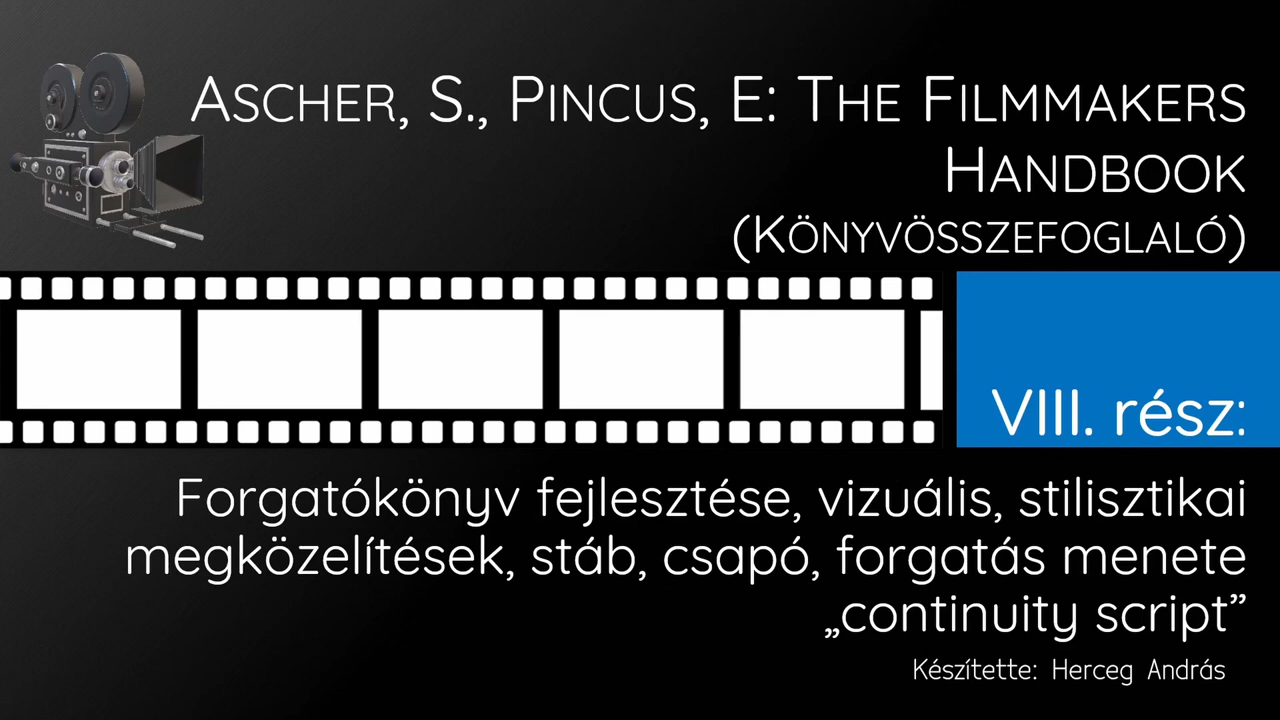 Ascher, S., Pincus, E: The Filmmakers
Handbook
(Könyvösszefoglaló)
VIII. rész:
Forgatókönyv fejlesztése, vizuális, stilisztikai
megközelítések, stáb, csapó, forgatás menete
„continuity script”
Készítette: Herceg András